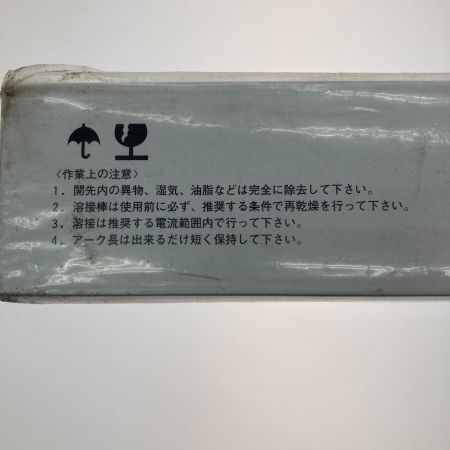 〈作業上の注意〉
1．開先内の異物、湿気、油脂などは完全に除去して下さい。
2．溶接棒は使用前に必ず、推奨する条件で再乾燥を行って下さい。
3．溶接は推奨する電流範囲内で行って下さい。
4．アーク長は出来るだけ短く保持して下さい。